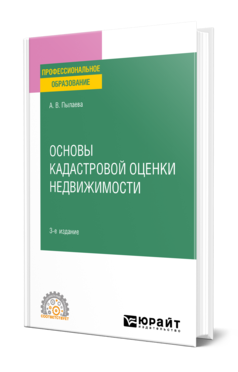 ПРОФЕССИОНАЛЬНОЕ
ОБРАЗОВАНИЕ
А. В. Пылаева
ОСНОВЫ
КАДАСТРОВОЙ ОЦЕНКИ
НЕДВИЖИМОСТИ
3-е издание
юрайт
издательство